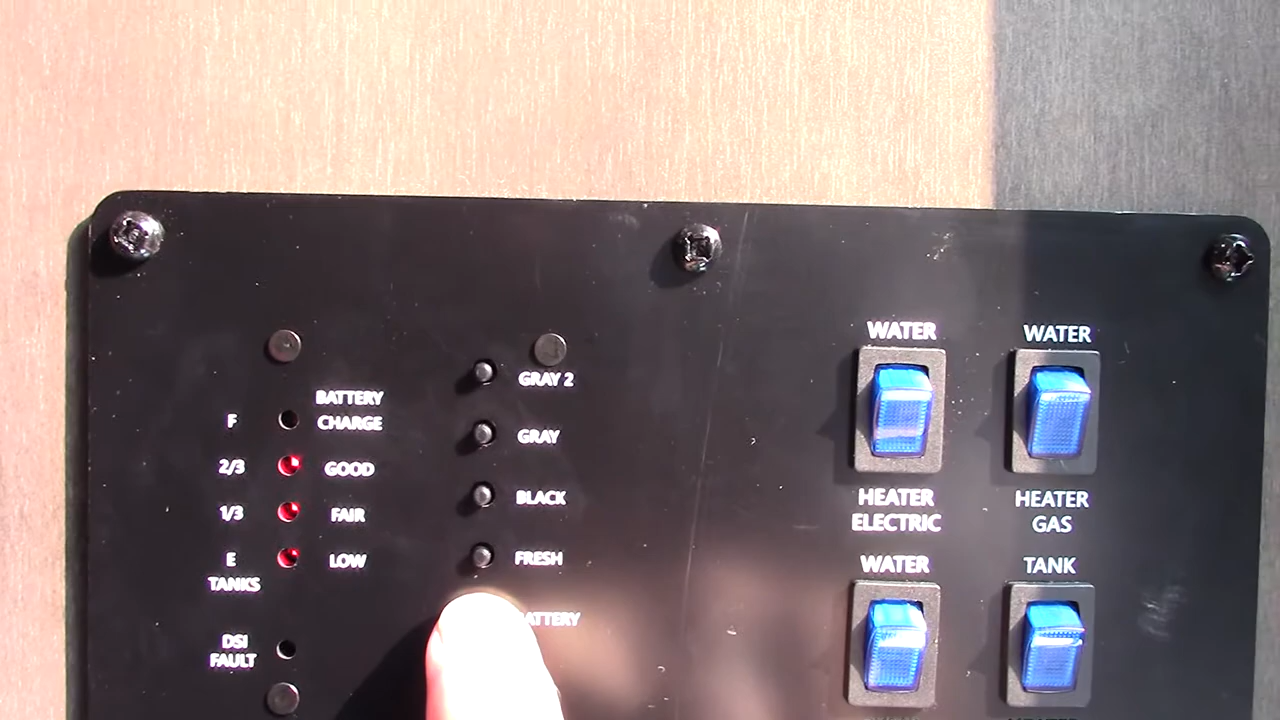 BATTERY
F CHARGE
2/3 GOOD
1/3 FAIR
E LOW
TANKS
DSI
FAULT
GRAY 2
GRAY
BLACK
FRESH
WATER
HEATER
ELECTRIC
WATER
HEATER
GAS
WATER
TANK